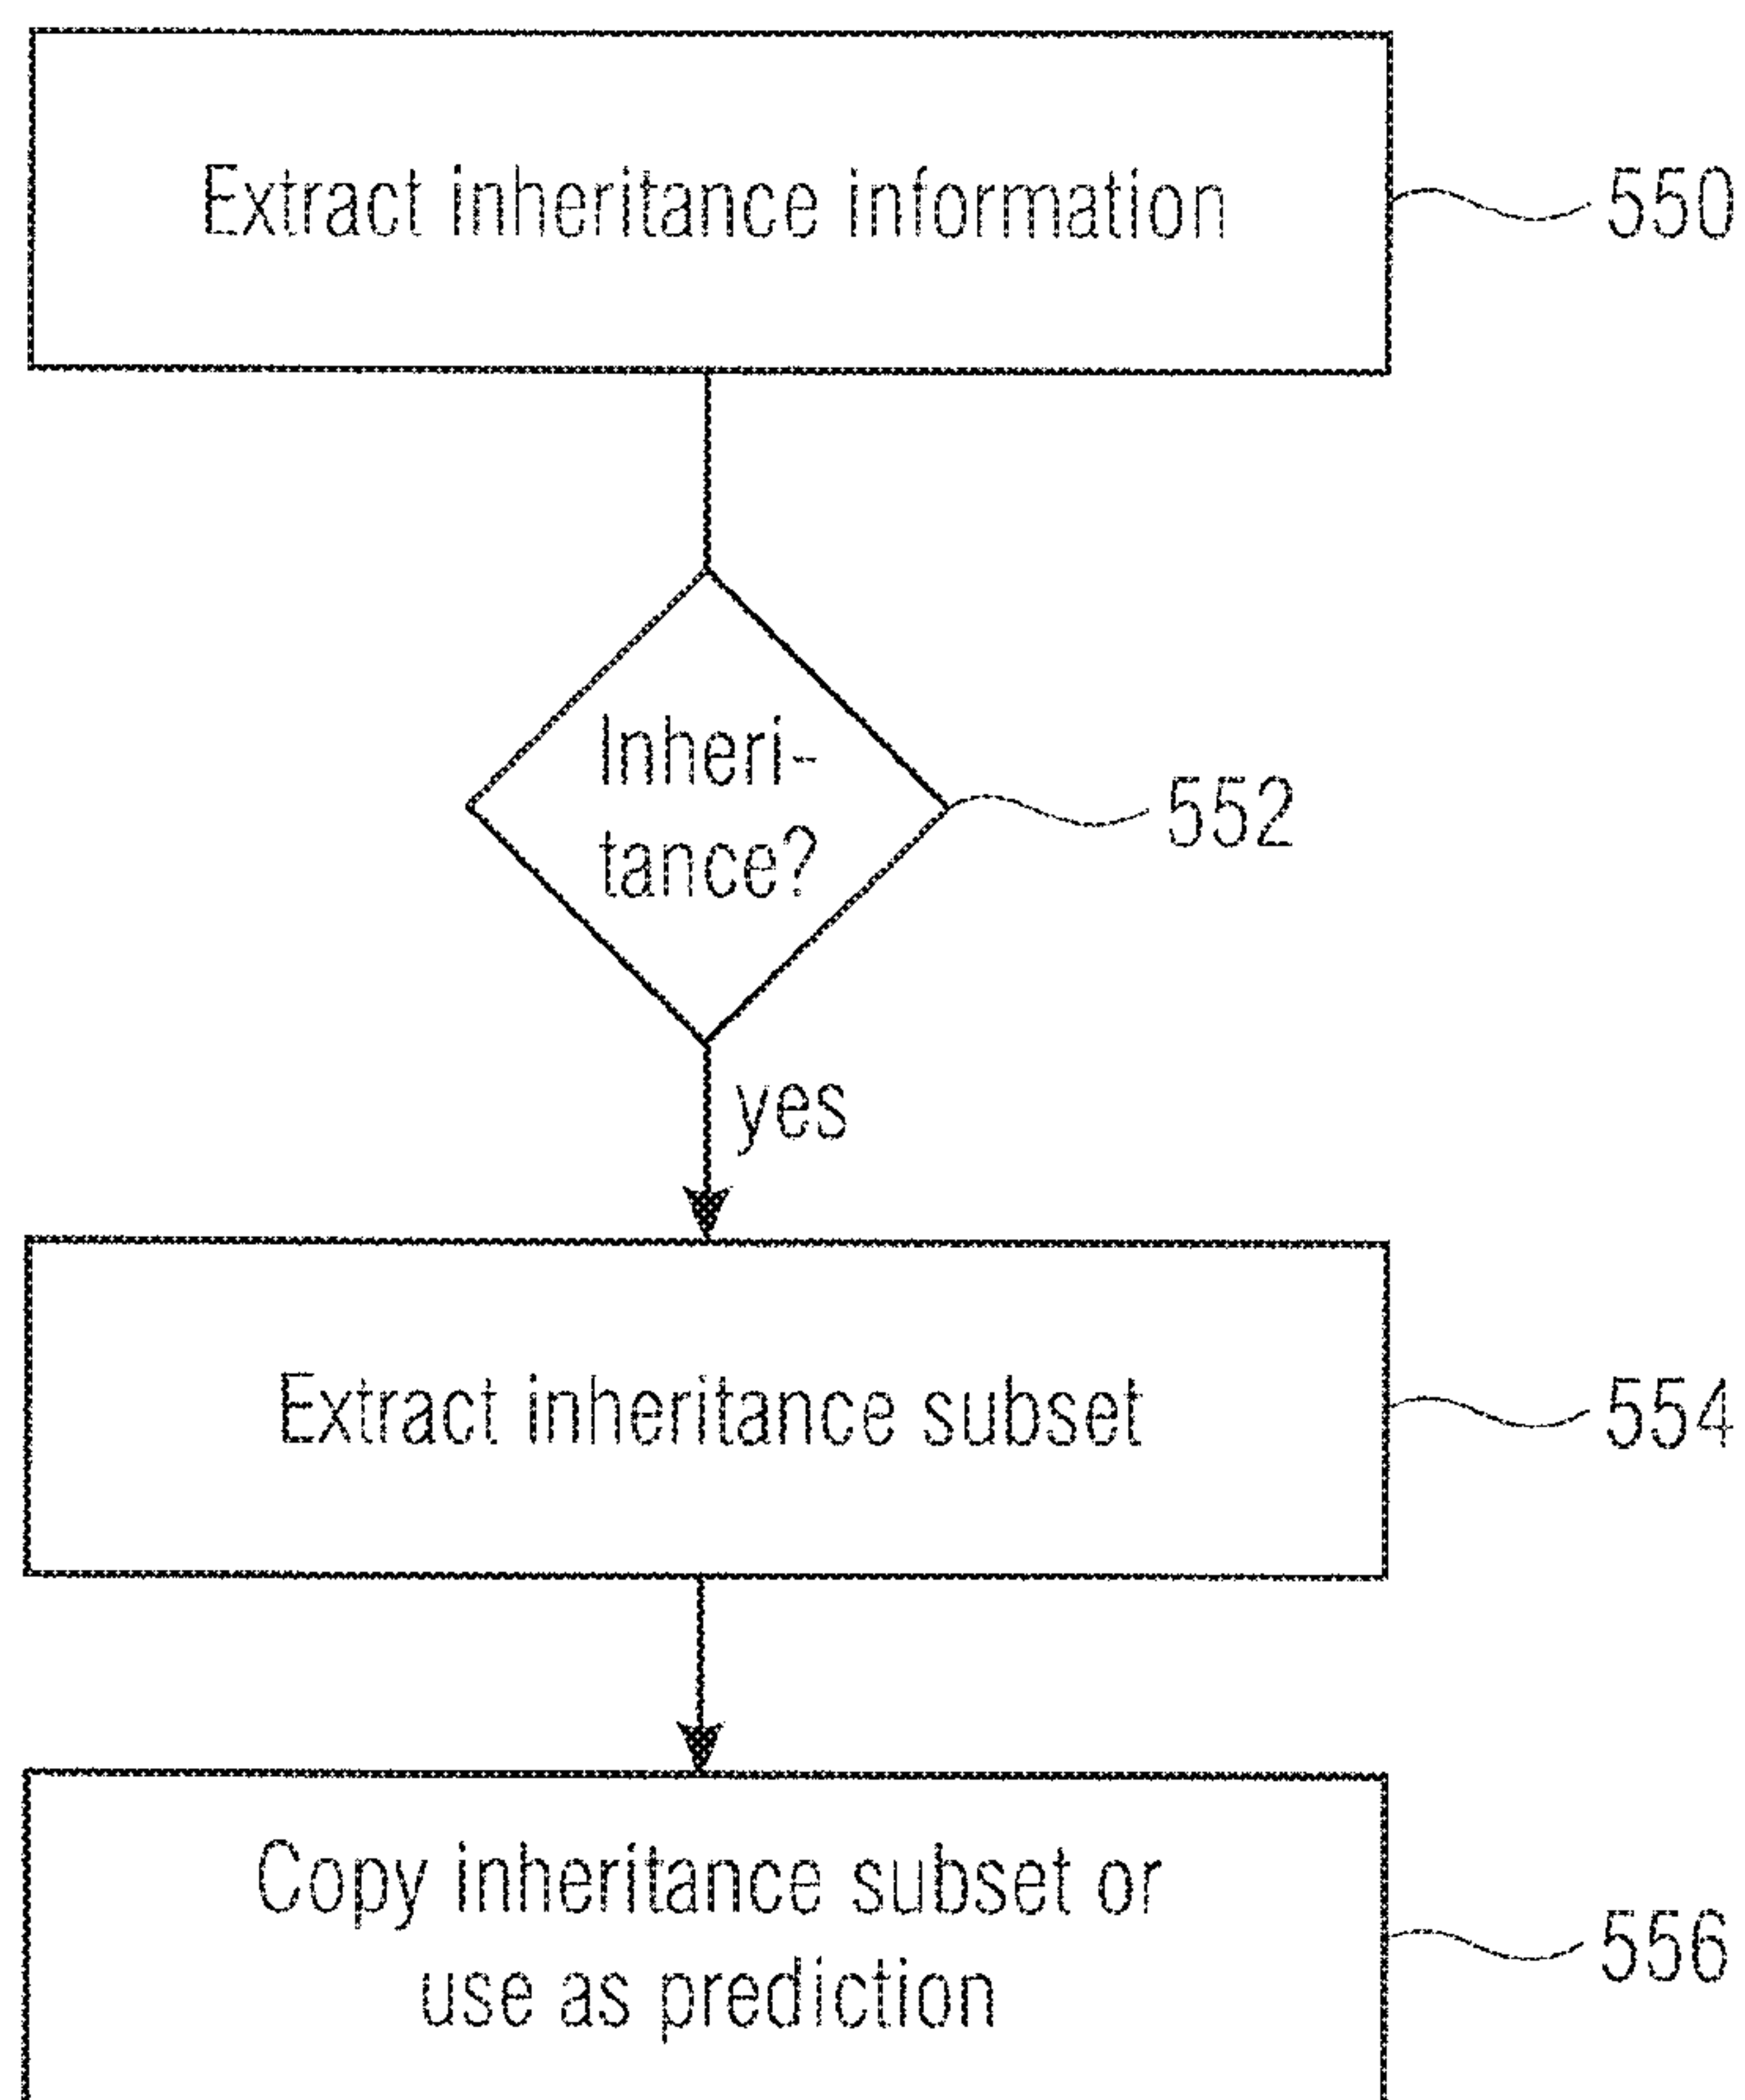 Extract inheritance information
550
Inheri-
tance?
552
yes
Extract inheritance subset
554
Copy inheritance subset or
use as prediction
556